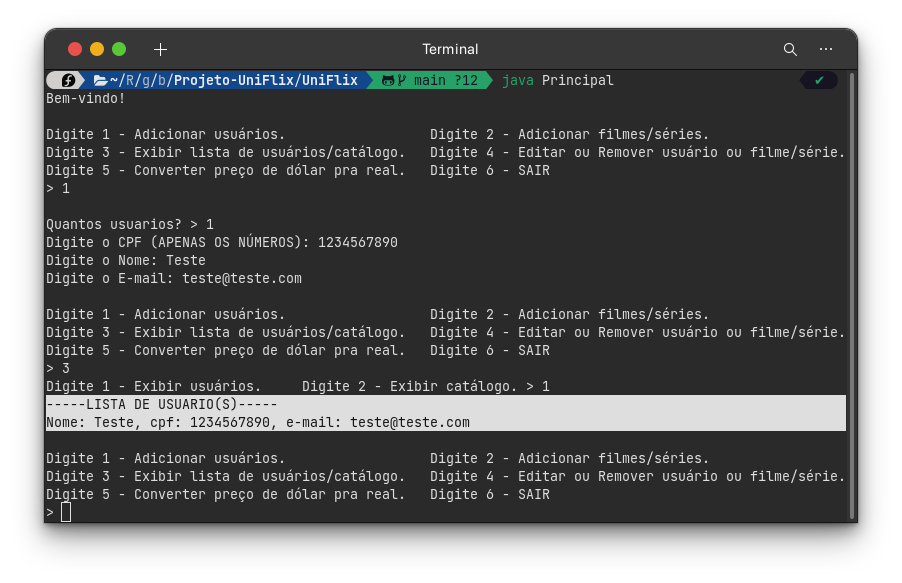 Terminal
~/R/g/b/Projeto-UniFlix/UniFlix main ?12 java Principal ✔
Bem-vindo!
Digite 1 - Adicionar usuários. Digite 2 - Adicionar filmes/séries.
Digite 3 - Exibir lista de usuários/catálogo. Digite 4 - Editar ou Remover usuário ou filme/série.
Digite 5 - Converter preço de dólar pra real. Digite 6 - SAIR
> 1
Quantos usuarios? > 1
Digite o CPF (APENAS OS NÚMEROS): 1234567890
Digite o Nome: Teste
Digite o E-mail: teste@teste.com
Digite 1 - Adicionar usuários. Digite 2 - Adicionar filmes/séries.
Digite 3 - Exibir lista de usuários/catálogo. Digite 4 - Editar ou Remover usuário ou filme/série.
Digite 5 - Converter preço de dólar pra real. Digite 6 - SAIR
> 3
Digite 1 - Exibir usuários. Digite 2 - Exibir catálogo. > 1
-----LISTA DE USUARIO(S)-----
Nome: Teste, cpf: 1234567890, e-mail: teste@teste.com
Digite 1 - Adicionar usuários. Digite 2 - Adicionar filmes/séries.
Digite 3 - Exibir lista de usuários/catálogo. Digite 4 - Editar ou Remover usuário ou filme/série.
Digite 5 - Converter preço de dólar pra real. Digite 6 - SAIR
>